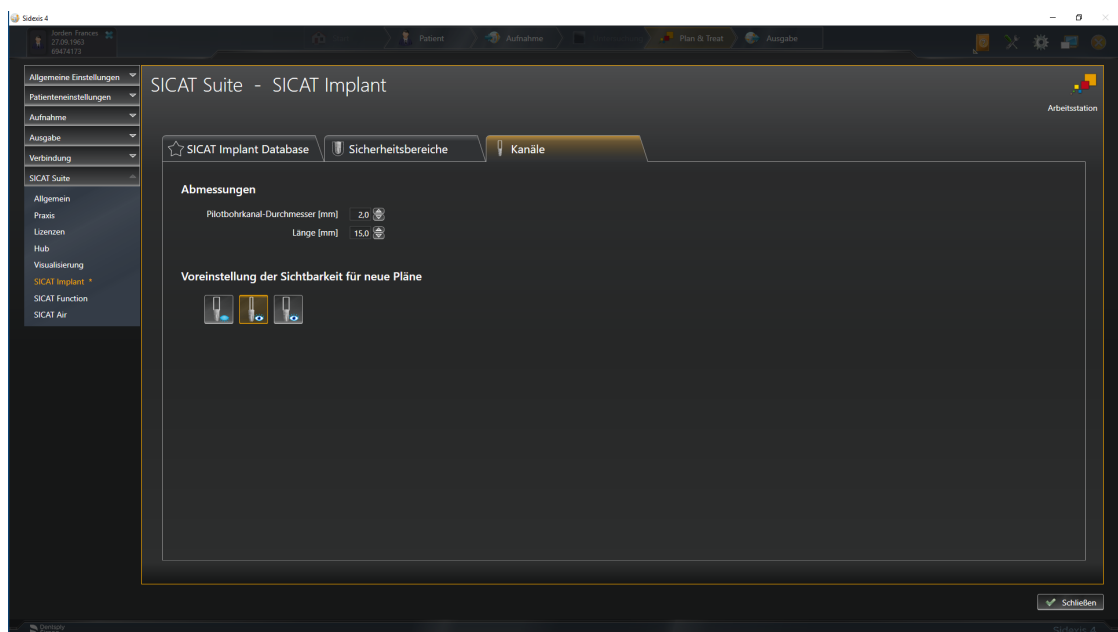 Sidexis 4
Jorden Frances
27.09.1963
69474173
Patient
Aufnahme
Plan & Treat
Ausgabe
Allgemeine Einstellungen
Patienteneinstellungen
Aufnahme
Ausgabe
Verbindung
SICAT Suite
Allgemein
Praxis
Lizenzen
Hub
Visualisierung
SICAT Implant *
SICAT Function
SICAT Air
SICAT Suite - SICAT Implant
Arbeitsstation
SICAT Implant Database
Sicherheitsbereiche
Kanäle
Abmessungen
Pilotbohrkanal-Durchmesser [mm] 2,0
Länge [mm] 15,0
Voreinstellung der Sichtbarkeit für neue Pläne
Schließen
Dentsply
Sirona
Sidexis 4